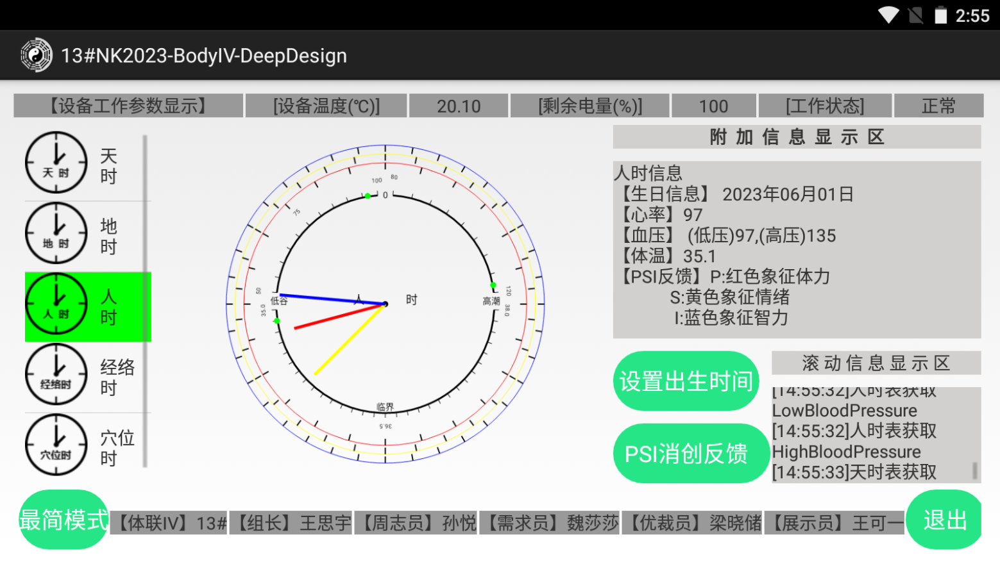 2:55
13#NK2023-BodyIV-DeepDesign
【设备工作参数显示】 [设备温度(℃)] 20.10 [剩余电量(%)] 100 [工作状态] 正常
天时
天
时
地时
地
时
人时
人
时
经络时
经络
时
穴位时
穴位
时
100
80
0
75
50
35.0
低谷
人 时
高潮
120
38.0
临界
36.5
附加信息显示区
人时信息
【生日信息】 2023年06月01日
【心率】97
【血压】 (低压)97,(高压)135
【体温】35.1
【PSI反馈】P:红色象征体力
S:黄色象征情绪
I:蓝色象征智力
设置出生时间
PSI消创反馈
滚动信息显示区
[14:55:32]人时表获取
LowBloodPressure
[14:55:32]人时表获取
HighBloodPressure
[14:55:33]天时表获取
最简模式
【体联IV】13# 【组长】王思宇 【周志员】孙悦 【需求员】魏莎莎 【优裁员】梁晓储 【展示员】王可一
退出